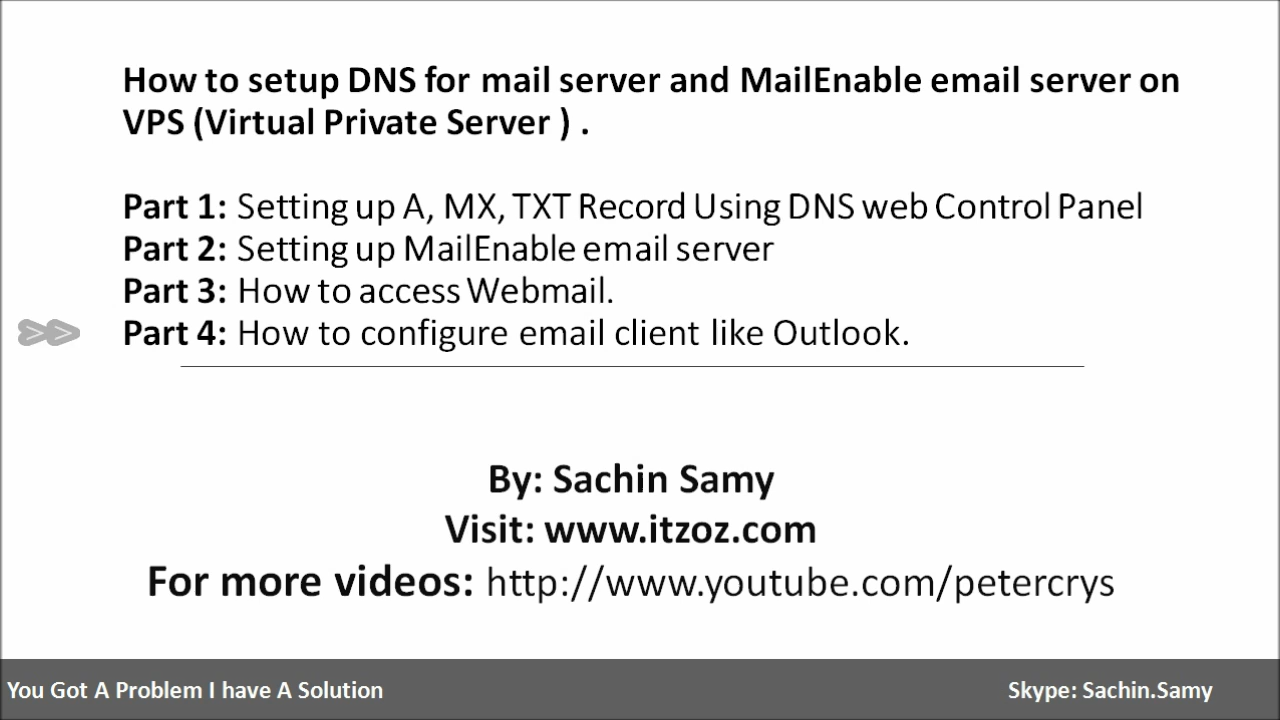 How to setup DNS for mail server and MailEnable email server on
VPS (Virtual Private Server ) .
Part 1: Setting up A, MX, TXT Record Using DNS web Control Panel
Part 2: Setting up MailEnable email server
Part 3: How to access Webmail.
>> Part 4: How to configure email client like Outlook.
By: Sachin Samy
Visit: www.itzoz.com
For more videos: http://www.youtube.com/petercrys
You Got A Problem I have A Solution
Skype: Sachin.Samy